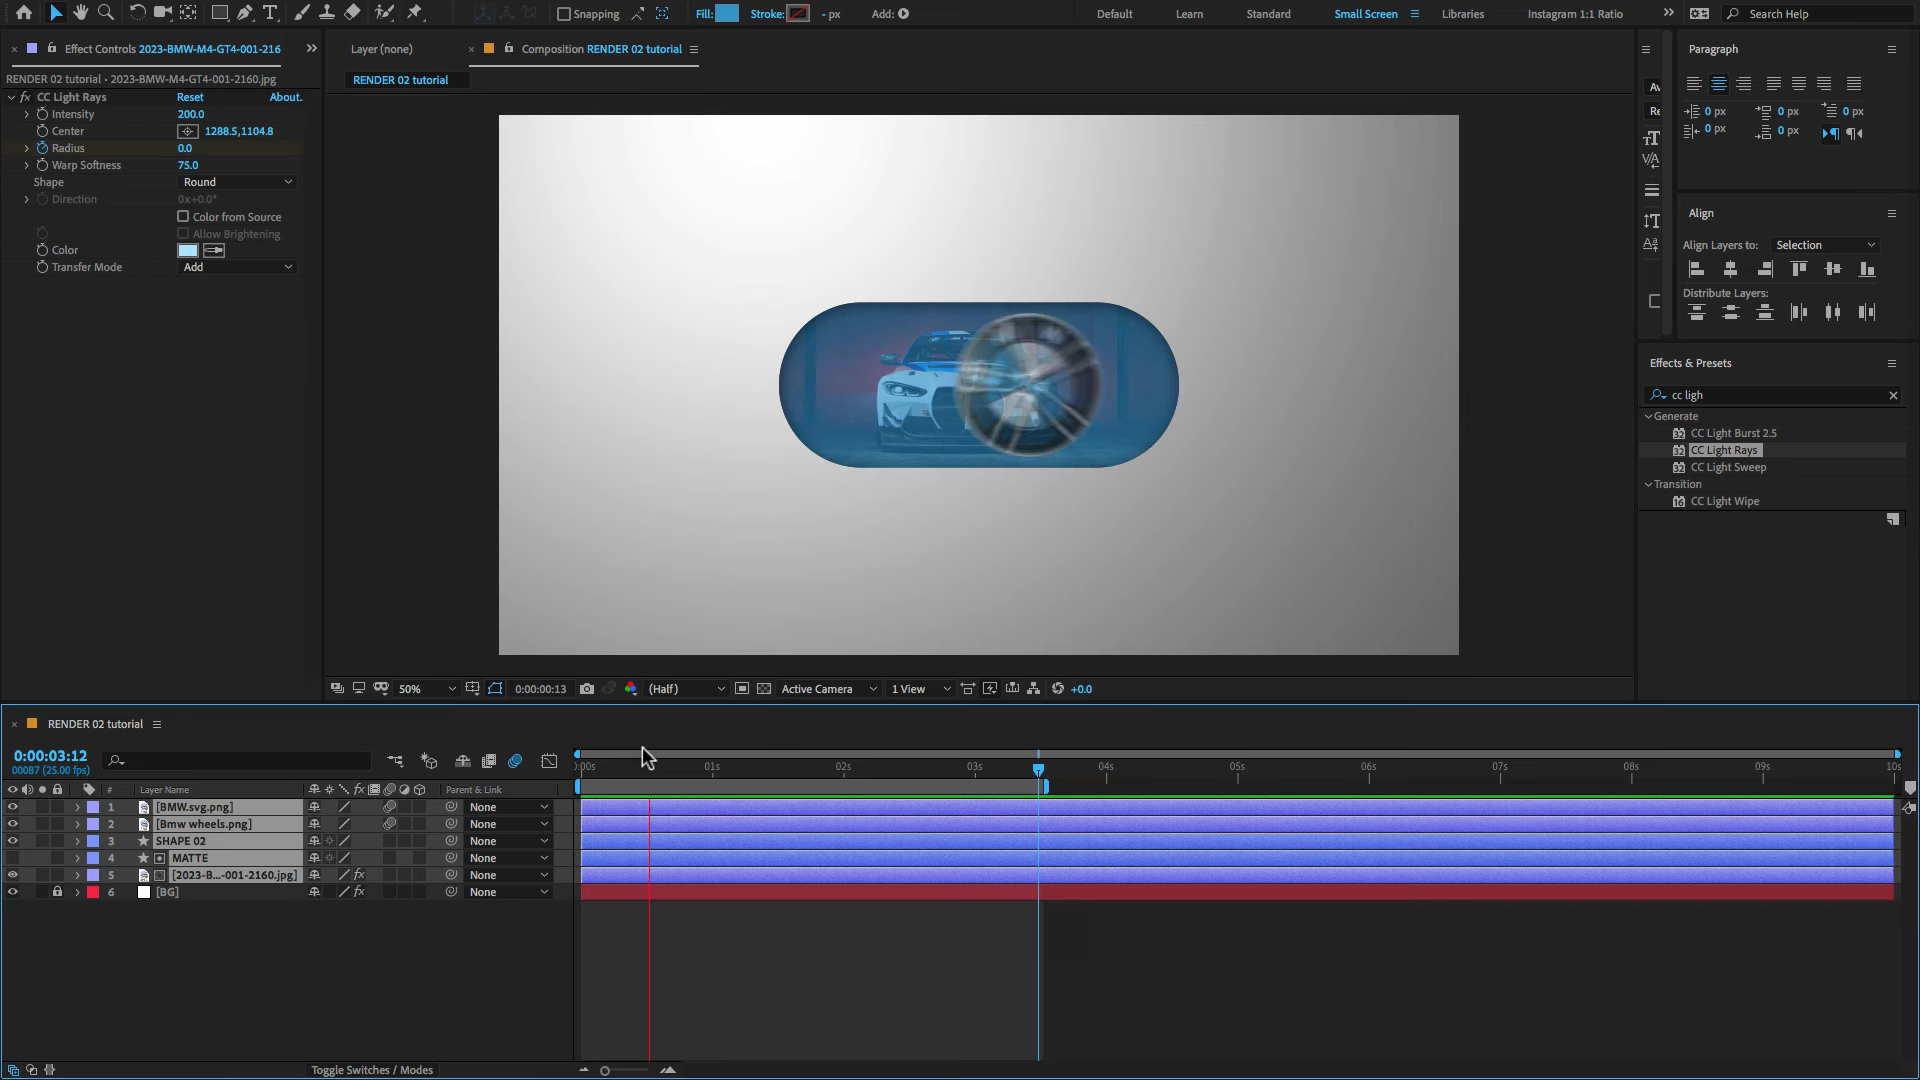 Snapping
Fill:
Stroke:
- px
Add:
Default
Learn
Standard
Small Screen
Libraries
Instagram 1:1 Ratio
Search Help
Effect Controls 2023-BMW-M4-GT4-001-216
Layer (none)
Composition RENDER 02 tutorial
Paragraph
RENDER 02 tutorial • 2023-BMW-M4-GT4-001-2160.jpg
RENDER 02 tutorial
fx CC Light Rays Reset About.
Intensity 200.0
Center 1288.5,1104.8
Radius 0.0
Warp Softness 75.0
Shape Round
Direction 0x+0.0°
Color from Source
Allow Brightening
Color
Transfer Mode Add
0 px 0 px 0 px
0 px 0 px
Align
Align Layers to: Selection
Distribute Layers:
Effects & Presets
cc ligh
Generate
CC Light Burst 2.5
CC Light Rays
CC Light Sweep
Transition
CC Light Wipe
50%
0:00:00:13
(Half)
Active Camera
1 View
+0.0
RENDER 02 tutorial
0:00:03:12
00087 (25.00 fps)
:00s 01s 02s 03s 04s 05s 06s 07s 08s 09s 10s
# Layer Name fx Parent & Link
1 [BMW.svg.png] None
2 [Bmw wheels.png] None
3 SHAPE 02 None
4 MATTE None
5 [2023-B...-001-2160.jpg] fx None
6 [BG] fx None
Toggle Switches / Modes